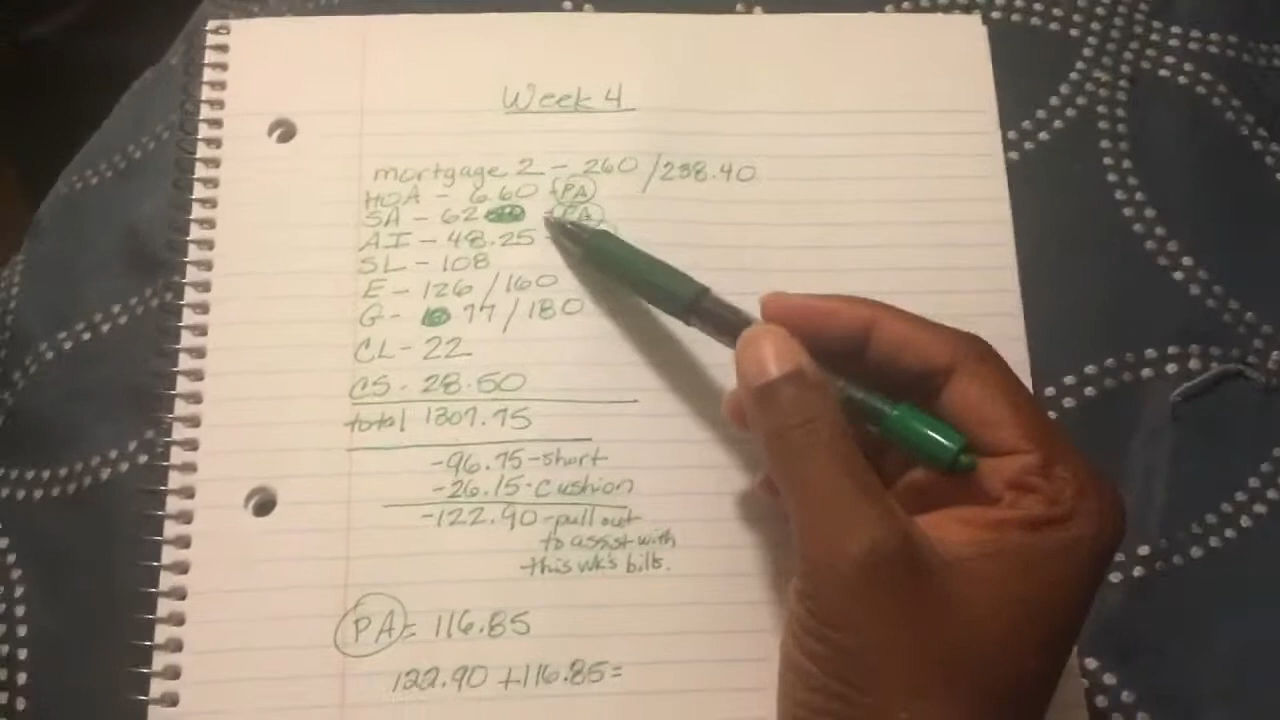 Week 4
mortgage 2 - 260 /238.40
HOA - 6.60 - PA
SA - 62 - PA
AI - 48.25 -
SL - 108
E - 126 / 160
G - 77 / 180
CL - 22
CS - 28.50
total 1307.75
-96.75 - short
-26.15 - cushion
-122.90 - pull out
to assist with
this wk's bills.
PA = 116.85
122.90 + 116.85 =